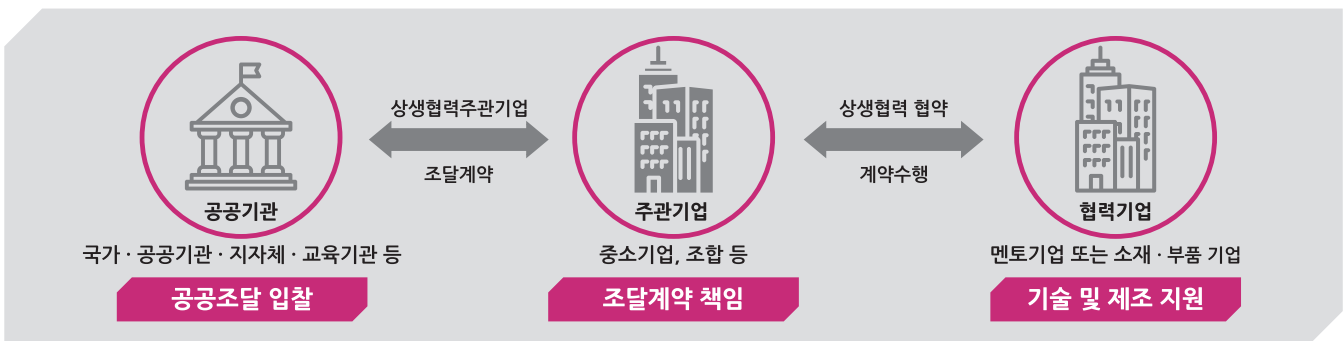 상생협력주관기업
조달계약
상생협력 협약
계약수행
공공기관
주관기업
협력기업
국가 · 공공기관 · 지자체 · 교육기관 등
중소기업, 조합 등
멘토기업 또는 소재 · 부품 기업
공공조달 입찰
조달계약 책임
기술 및 제조 지원